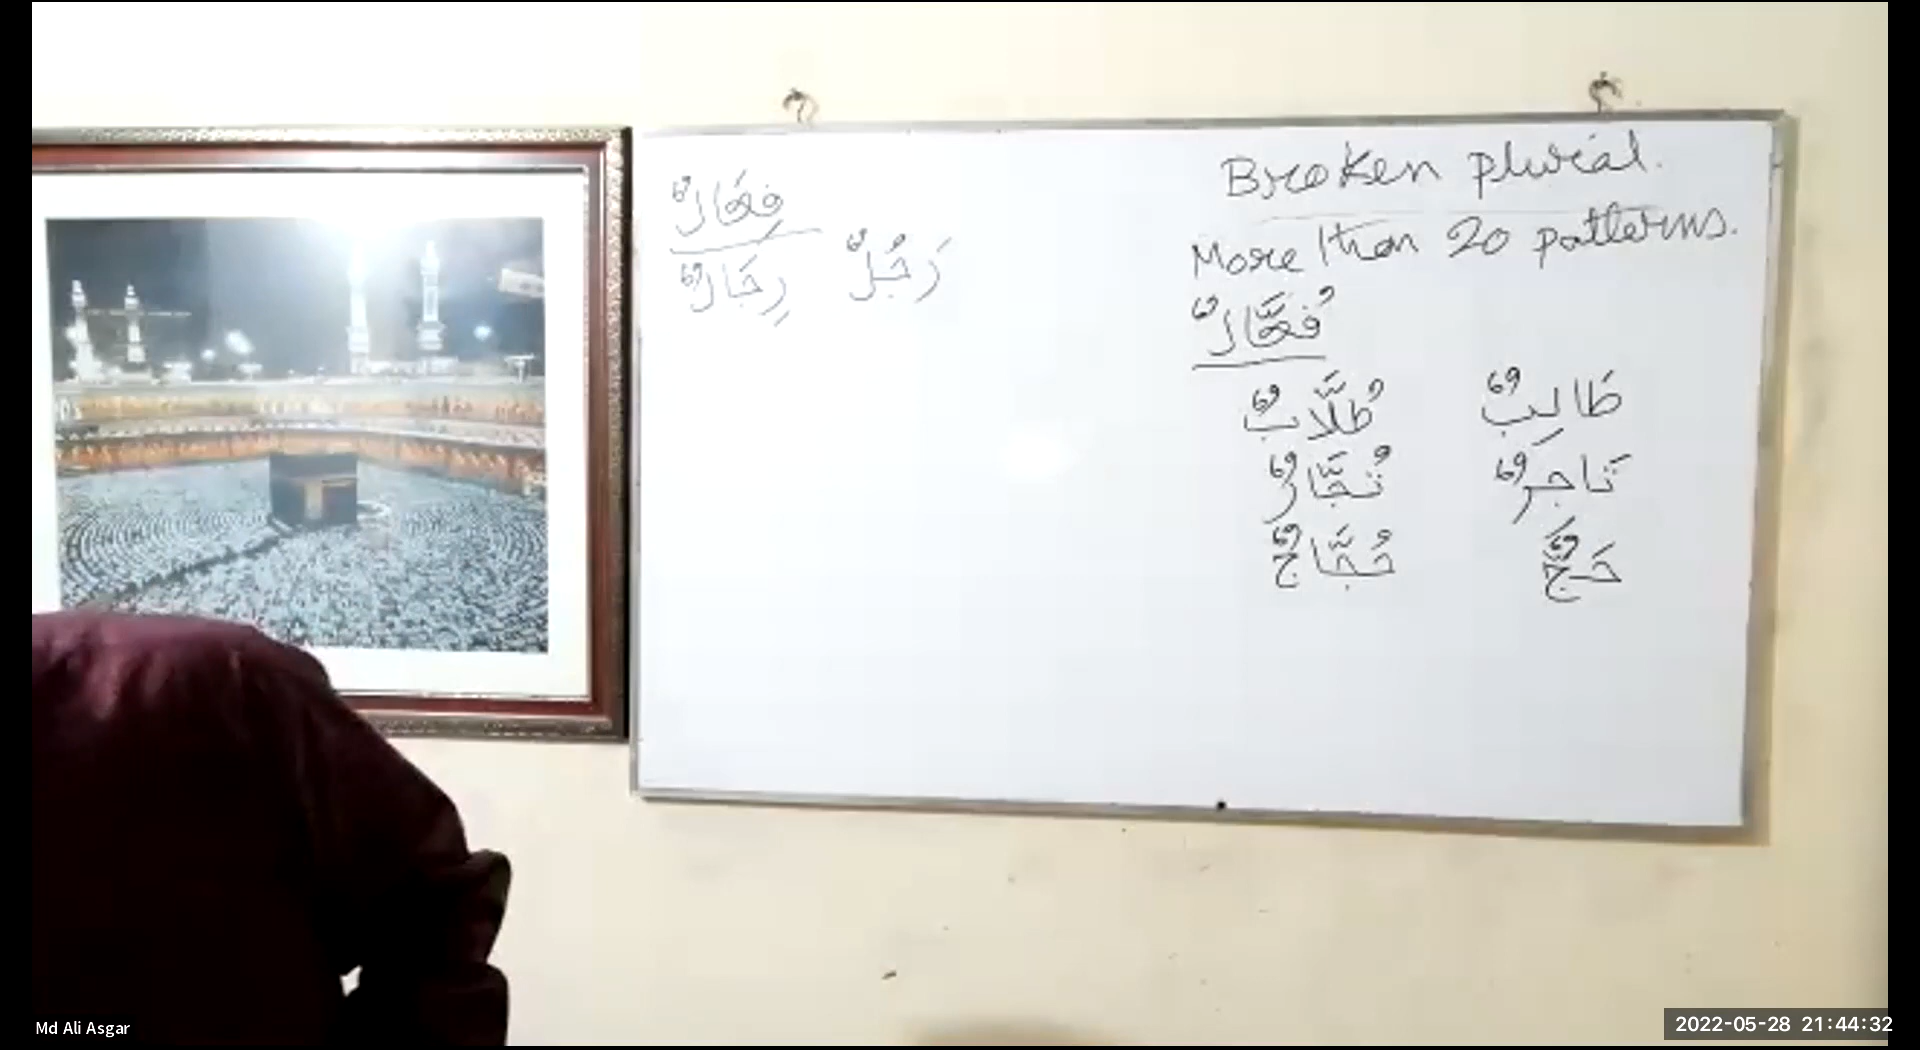 Broken plural.
More than 20 patterns.
فُعَّالٌ
طَالِبٌ طُلَّابٌ
تَاجِرٌ تُجَّارٌ
حَجٌّ حُجَّاجٌ
فِعَالٌ
رَجُلٌ رِجَالٌ
Md Ali Asgar
2022-05-28 21:44:32